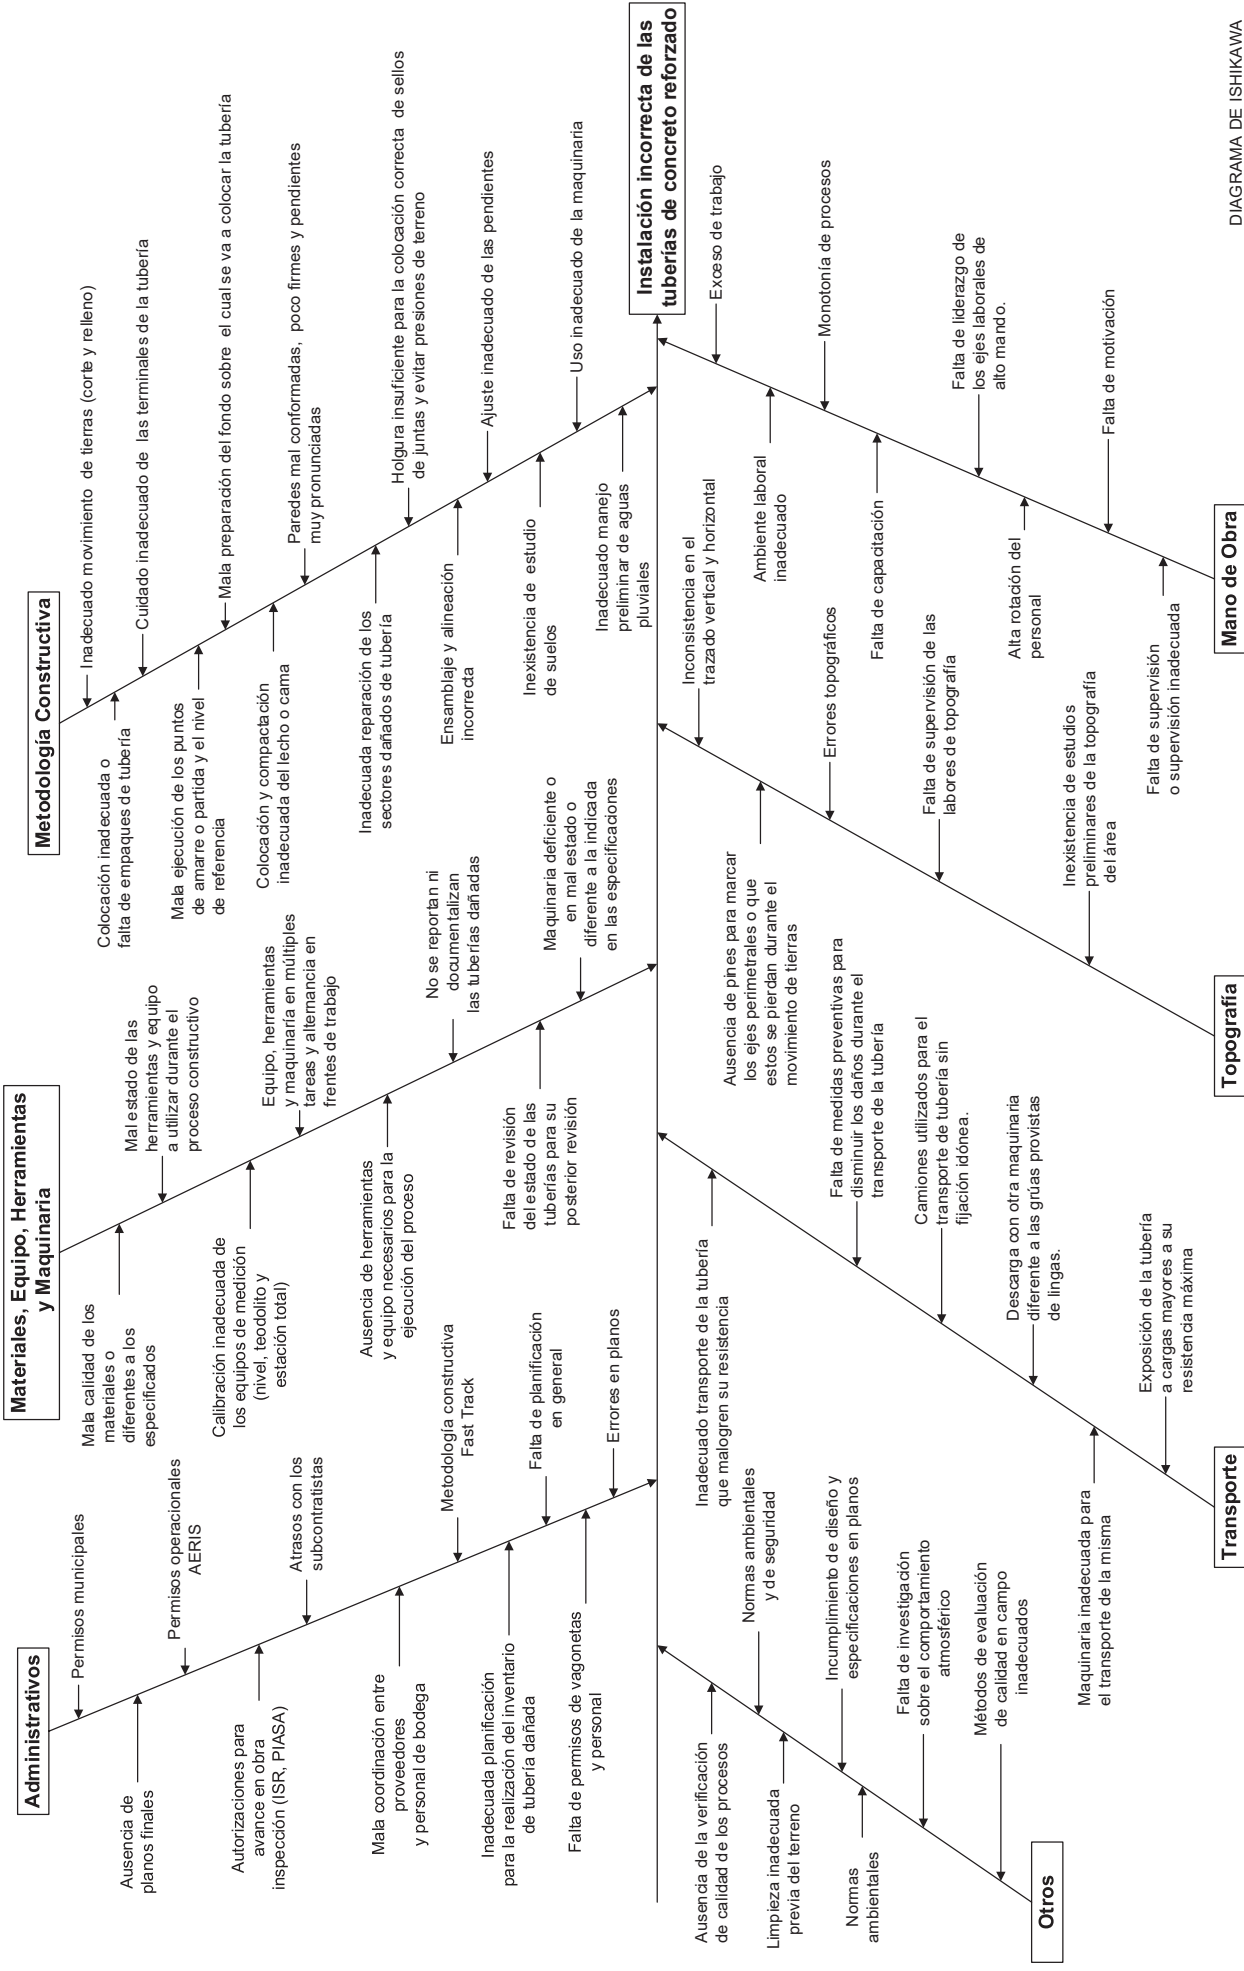 Administrativos
Permisos municipales
Ausencia de
planos finales
Permisos operacionales
AERIS
Autorizaciones para
avance en obra
inspección (ISR, PIASA)
Atrasos con los
subcontratistas
Mala coordinación entre
proveedores
y personal de bodega
Metodología constructiva
Fast Track
Inadecuada planificación
para la realización del inventario
de tubería dañada
Falta de planificación
en general
Falta de permisos de vagonetas
y personal
Errores en planos
Materiales, Equipo, Herramientas
y Maquinaria
Mala calidad de los
materiales o
diferentes a los
especificados
Mal estado de las
herramientas y equipo
a utilizar durante el
proceso constructivo
Calibración inadecuada de
los equipos de medición
(nivel, teodolito y
estación total)
Equipo, herramientas
y maquinaría en múltiples
tareas y alternancia en
frentes de trabajo
Ausencia de herramientas
y equipo necesarios para la
ejecución del proceso
No se reportan ni
documentalizan
las tuberías dañadas
Falta de revisión
del estado de las
tuberías para su
posterior revisión
Maquinaria deficiente o
en mal estado o
diferente a la indicada
en las especificaciones
Metodología Constructiva
Inadecuado movimiento de tierras (corte y relleno)
Colocación inadecuada o
falta de empaques de tubería
Cuidado inadecuado de las terminales de la tubería
Mala ejecución de los puntos
de amarre o partida y el nivel
de referencia
Mala preparación del fondo sobre el cual se va a colocar la tubería
Colocación y compactación
inadecuada del lecho o cama
Paredes mal conformadas, poco firmes y pendientes
muy pronunciadas
Inadecuada reparación de los
sectores dañados de tubería
Holgura insuficiente para la colocación correcta de sellos
de juntas y evitar presiones de terreno
Ensamblaje y alineación
incorrecta
Ajuste inadecuado de las pendientes
Inexistencia de estudio
de suelos
Uso inadecuado de la maquinaria
Inadecuado manejo
preliminar de aguas
pluviales
Instalación incorrecta de las
tuberías de concreto reforzado
Ausencia de la verificación
de calidad de los procesos
Normas ambientales
y de seguridad
Limpieza inadecuada
previa del terreno
Incumplimiento de diseño y
especificaciones en planos
Normas
ambientales
Falta de investigación
sobre el comportamiento
atmosférico
Métodos de evaluación
de calidad en campo
inadecuados
Otros
Inadecuado transporte de la tubería
que malogren su resistencia
Falta de medidas preventivas para
disminuir los daños durante el
transporte de la tubería
Camiones utilizados para el
transporte de tubería sin
fijación idónea.
Descarga con otra maquinaria
diferente a las grúas provistas
de lingas.
Maquinaria inadecuada para
el transporte de la misma
Exposición de la tubería
a cargas mayores a su
resistencia máxima
Transporte
Inconsistencia en el
trazado vertical y horizontal
Ausencia de pines para marcar
los ejes perimetrales o que
estos se pierdan durante el
movimiento de tierras
Errores topográficos
Falta de supervisión de las
labores de topografía
Inexistencia de estudios
preliminares de la topografía
del área
Topografía
Exceso de trabajo
Ambiente laboral
inadecuado
Monotonía de procesos
Falta de capacitación
Falta de liderazgo de
los ejes laborales de
alto mando.
Alta rotación del
personal
Falta de motivación
Falta de supervisión
o supervisión inadecuada
Mano de Obra
DIAGRAMA DE ISHIKAWA